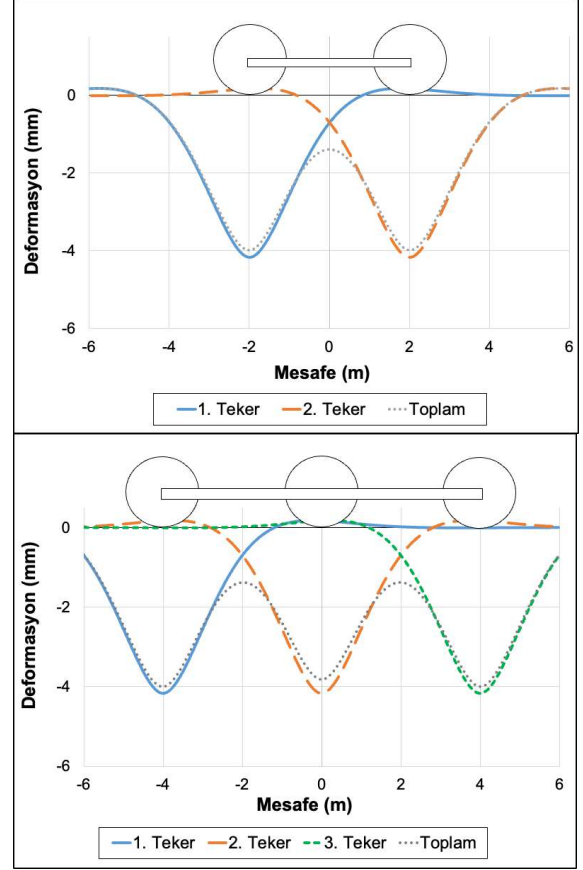 0
-2
-4
-6
Deformasyon (mm)
-6 -4 -2 0 2 4 6
Mesafe (m)
1. Teker 2. Teker Toplam
0
-2
-4
-6
Deformasyon (mm)
-6 -4 -2 0 2 4 6
Mesafe (m)
1. Teker 2. Teker 3. Teker Toplam